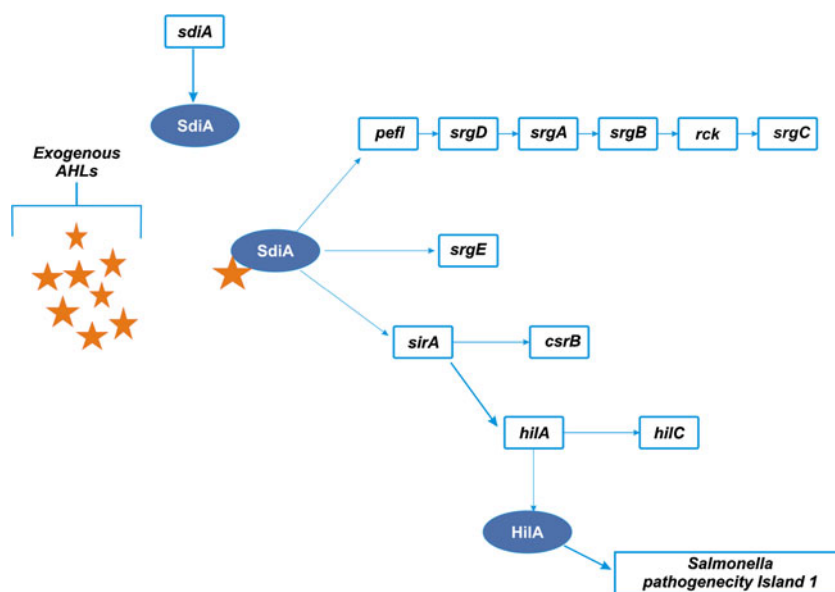 sdiA
SdiA
Exogenous
AHLs
pefl
srgD
srgA
srgB
rck
srgC
SdiA
srgE
sirA
csrB
hilA
hilC
HilA
Salmonella
pathogenecity Island 1